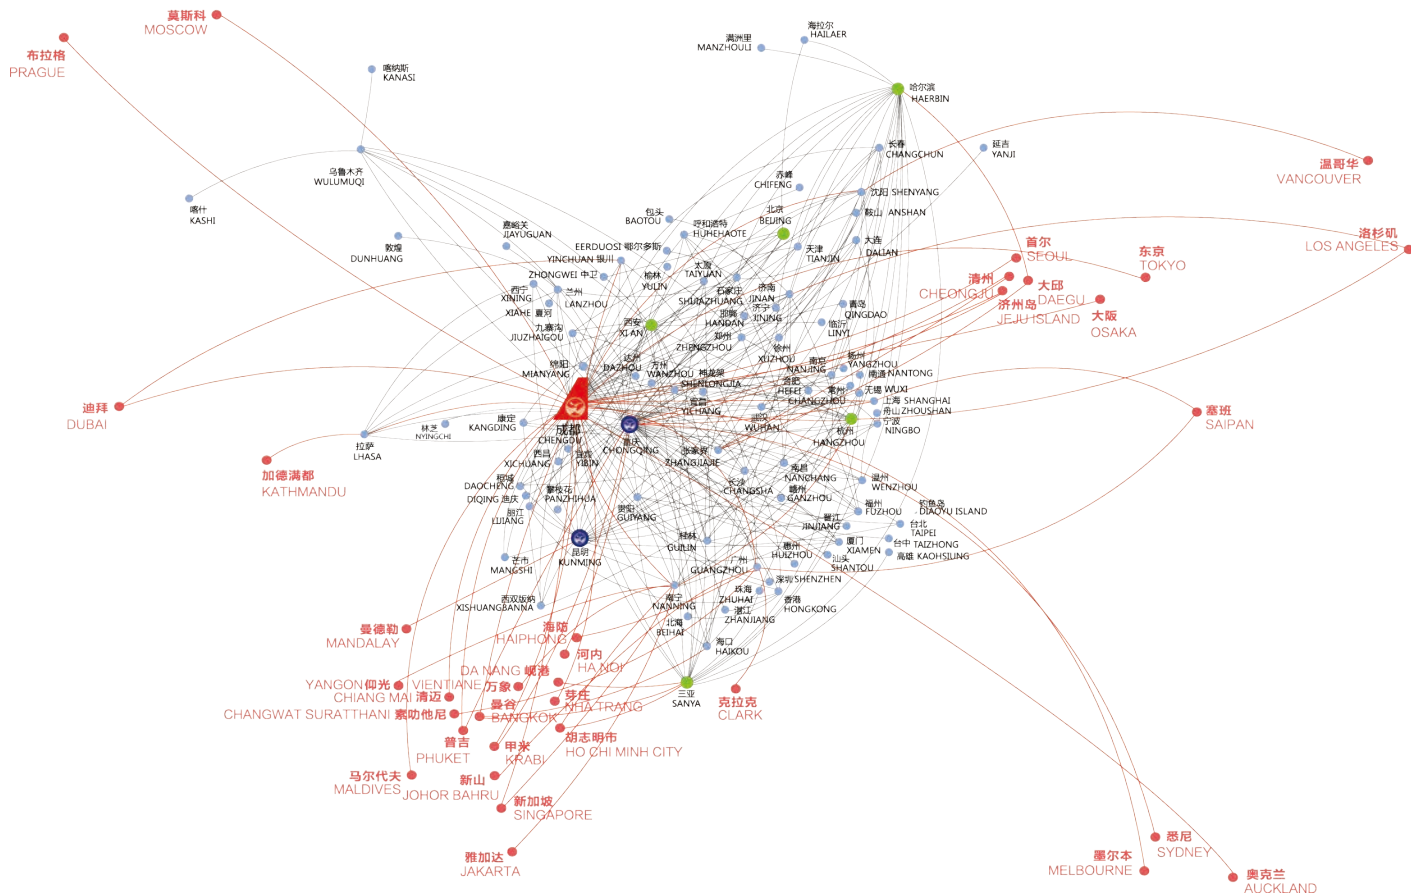 莫斯科
MOSCOW
布拉格
PRAGUE
喀纳斯
KANASI
满洲里
MANZHOULI
海拉尔
HAILAER
哈尔滨
HAERBIN
乌鲁木齐
WULUMUQI
喀什
KASHI
长春
CHANGCHUN
延吉
YANJI
赤峰
CHIFENG
沈阳 SHENYANG
鞍山 ANSHAN
温哥华
VANCOUVER
包头
BAOTOU
呼和浩特
HUHEHAOTE
北京
BEIJING
嘉峪关
JIAYUGUAN
敦煌
DUNHUANG
EERDUOSI 鄂尔多斯
YINCHUAN 银川
ZHONGWEI 中卫
榆林
YULIN
太原
TAIYUAN
天津
TIANJIN
大连
DALIAN
首尔
SEOUL
清州
CHEONGJU
大邱
DAEGU
济州岛
JEJU ISLAND
东京
TOKYO
大阪
OSAKA
洛杉矶
LOS ANGELES
西宁
XINING
兰州
LANZHOU
XIAHE 夏河
九寨沟
JIUZHAIGOU
西安
XI AN
石家庄
SHIJIAZHUANG
济南
JINAN
济宁
JINING
邯郸
HANDAN
青岛
QINGDAO
临沂
LINYI
郑州
ZHENGZHOU
徐州
XUZHOU
绵阳
MIANYANG
达州
DAZHOU
万州
WANZHOU
神龙架
SHENLONGJIA
宜昌
YICHANG
南京
NANJING
扬州
YANGZHOU
南通 NANTONG
合肥
HEFEI
常州
CHANGZHOU
无锡 WUXI
上海 SHANGHAI
舟山 ZHOUSHAN
宁波
NINGBO
杭州
HANGZHOU
武汉
WUHAN
迪拜
DUBAI
塞班
SAIPAN
加德满都
KATHMANDU
拉萨
LHASA
林芝
NYINGCHI
康定
KANGDING
成都
CHENGDU
重庆
CHONGQING
西昌
XICHUANG
宜宾
YIBIN
张家界
ZHANGJIAJIE
南昌
NANCHANG
长沙
CHANGSHA
赣州
GANZHOU
温州
WENZHOU
稻城
DAOCHENG
DIQING 迪庆
攀枝花
PANZHIHUA
丽江
LIJIANG
贵阳
GUIYANG
福州
FUZHOU
钓鱼岛
DIAOYU ISLAND
晋江
JINJIANG
台北
TAIPEI
台中 TAIZHONG
高雄 KAOHSIUNG
厦门
XIAMEN
汕头
SHANTOU
惠州
HUIZHOU
桂林
GUILIN
广州
GUANGZHOU
深圳 SHENZHEN
昆明
KUNMING
芒市
MANGSHI
西双版纳
XISHUANGBANNA
南宁
NANNING
珠海
ZHUHAI
香港
HONGKONG
湛江
ZHANJIANG
北海
BEIHAI
海口
HAIKOU
三亚
SANYA
曼德勒
MANDALAY
海防
HAIPHONG
河内
HA NOI
DA NANG 岘港
YANGON 仰光
VIENTIANE 万象
CHIANG MAI 清迈
CHANGWAT SURATTHANI 素叻他尼
曼谷
BANGKOK
芽庄
NHA TRANG
克拉克
CLARK
普吉
PHUKET
甲米
KRABI
胡志明市
HO CHI MINH CITY
马尔代夫
MALDIVES
新山
JOHOR BAHRU
新加坡
SINGAPORE
雅加达
JAKARTA
悉尼
SYDNEY
墨尔本
MELBOURNE
奥克兰
AUCKLAND